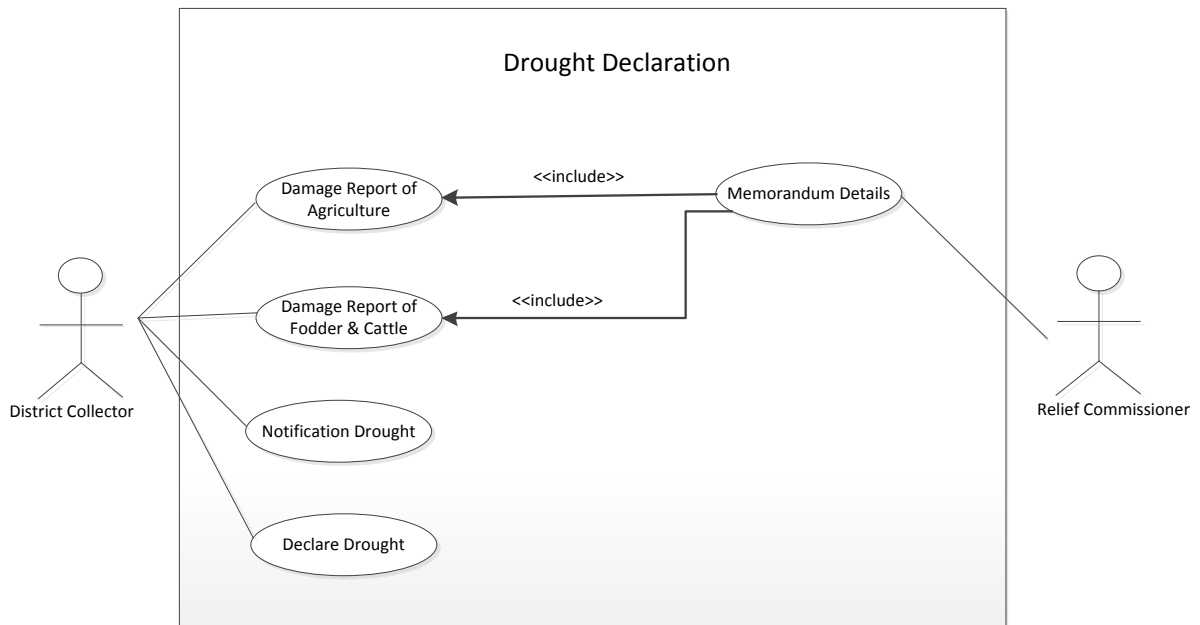 Drought Declaration
Damage Report of
Agriculture
<<include>>
Memorandum Details
Damage Report of
Fodder & Cattle
<<include>>
District Collector
Relief Commissioner
Notification Drought
Declare Drought